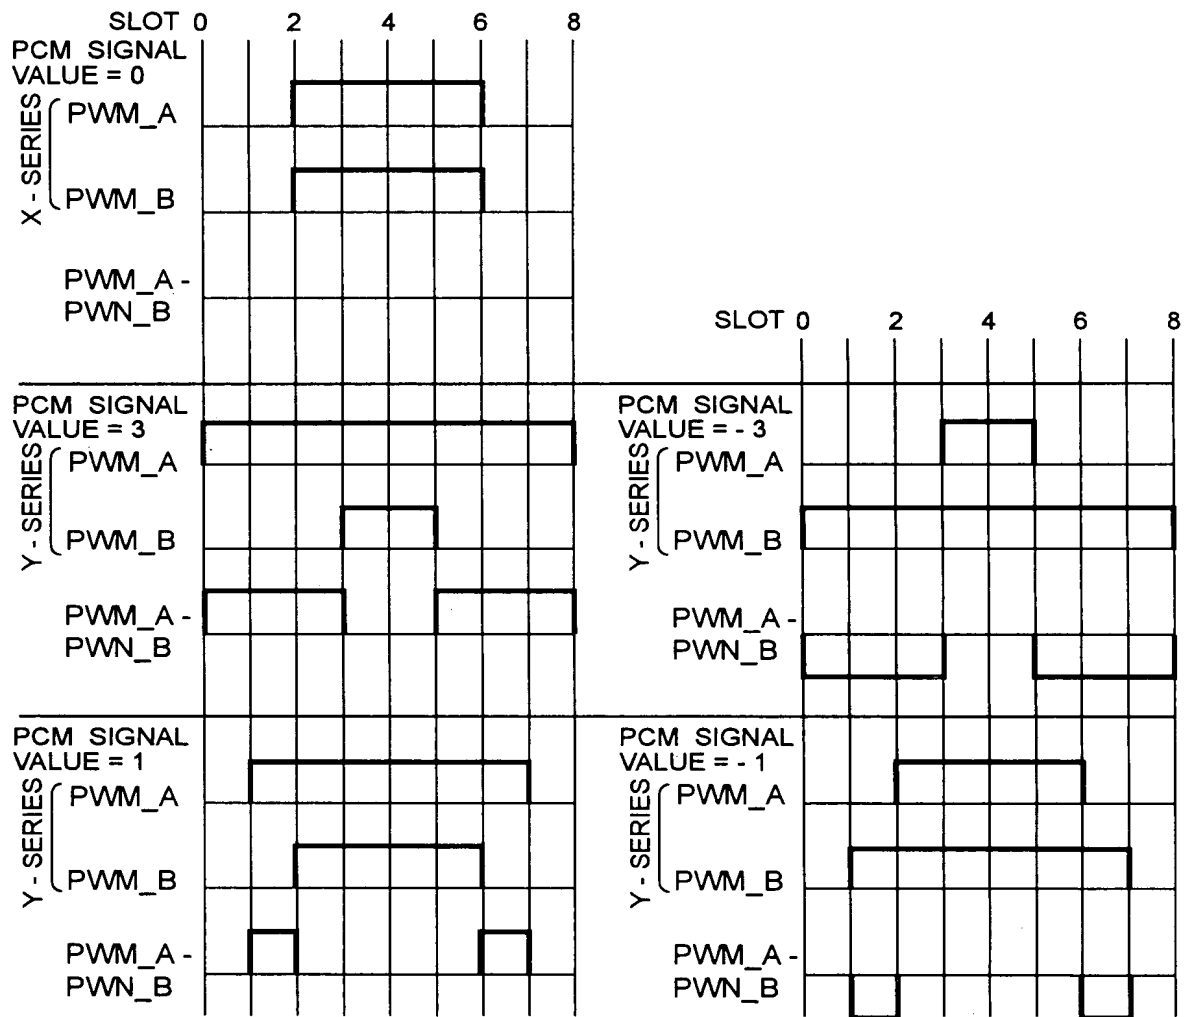 SLOT 0 2 4 6 8
PCM SIGNAL
VALUE = 0
X - SERIES
PWM_A
PWM_B
PWM_A -
PWN_B
SLOT 0 2 4 6 8
PCM SIGNAL
VALUE = 3
Y - SERIES
PWM_A
PWM_B
PWM_A -
PWN_B
PCM SIGNAL
VALUE = - 3
Y - SERIES
PWM_A
PWM_B
PWM_A -
PWN_B
PCM SIGNAL
VALUE = 1
Y - SERIES
PWM_A
PWM_B
PWM_A -
PWN_B
PCM SIGNAL
VALUE = - 1
Y - SERIES
PWM_A
PWM_B
PWM_A -
PWN_B